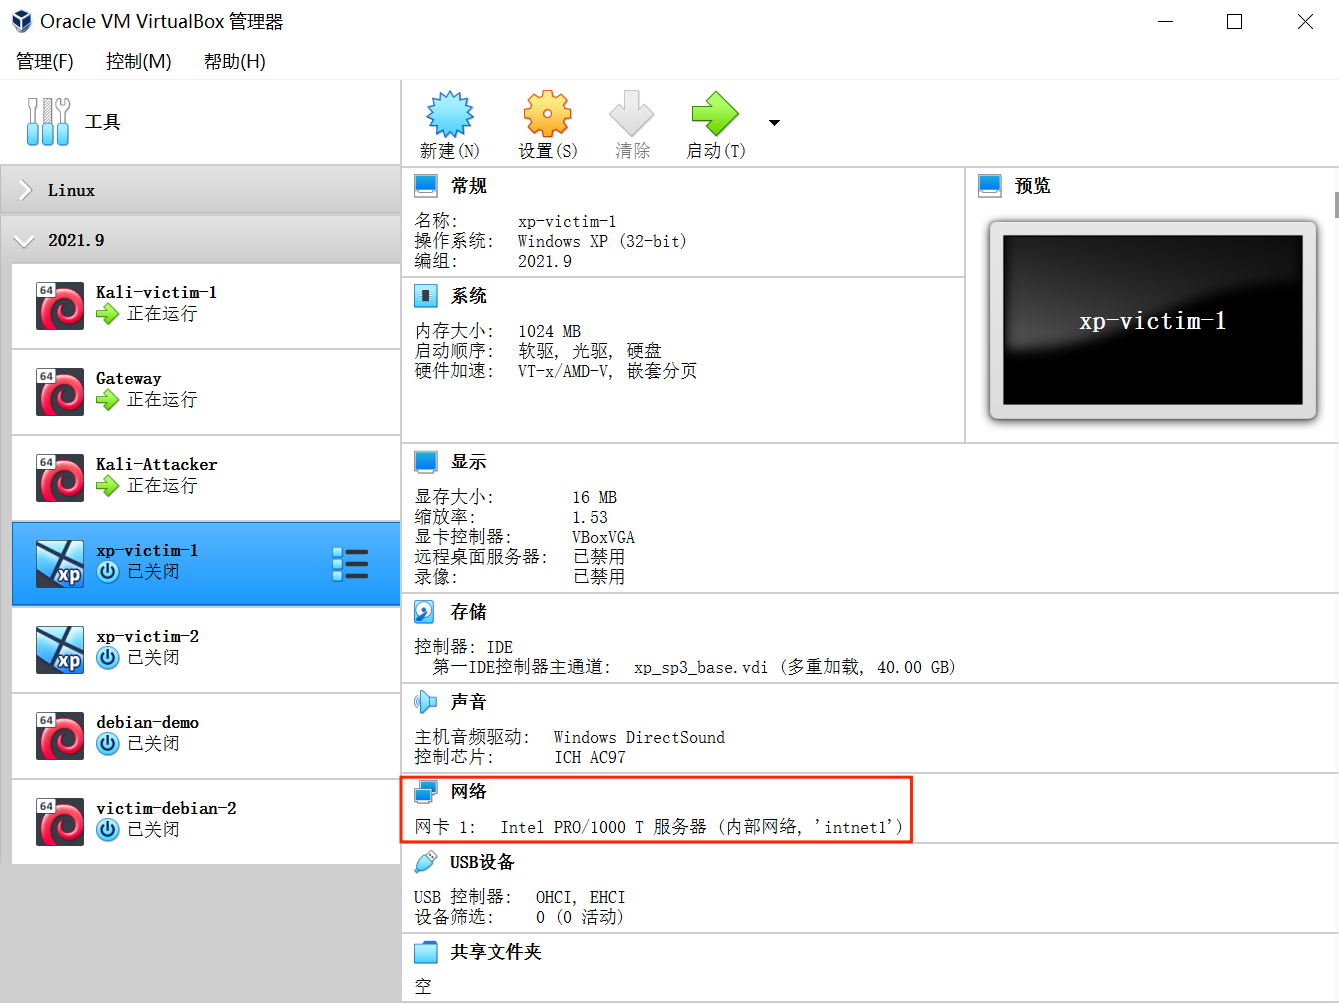 Oracle VM VirtualBox 管理器
管理(F) 控制(M) 帮助(H)
工具
新建(N) 设置(S) 清除 启动(T)
Linux
2021.9
64
Kali-victim-1
正在运行
64
Gateway
正在运行
64
Kali-Attacker
正在运行
xp
xp-victim-1
已关闭
xp
xp-victim-2
已关闭
64
debian-demo
已关闭
64
victim-debian-2
已关闭
常规
名称: xp-victim-1
操作系统: Windows XP (32-bit)
编组: 2021.9
系统
内存大小: 1024 MB
启动顺序: 软驱, 光驱, 硬盘
硬件加速: VT-x/AMD-V, 嵌套分页
预览
xp-victim-1
显示
显存大小: 16 MB
缩放率: 1.53
显卡控制器: VBoxVGA
远程桌面服务器: 已禁用
录像: 已禁用
存储
控制器: IDE
第一IDE控制器主通道: xp_sp3_base.vdi (多重加载, 40.00 GB)
声音
主机音频驱动: Windows DirectSound
控制芯片: ICH AC97
网络
网卡 1: Intel PRO/1000 T 服务器 (内部网络, 'intnet1')
USB设备
USB 控制器: OHCI, EHCI
设备筛选: 0 (0 活动)
共享文件夹
空